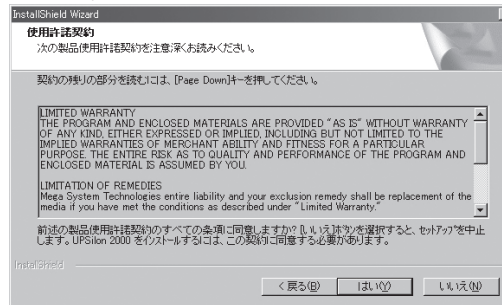 InstallShield Wizard
使用許諾契約
次の製品使用許諾契約を注意深くお読みください。
契約の残りの部分を読むには、[Page Down]キーを押してください。
LIMITED WARRANTY
THE PROGRAM AND ENCLOSED MATERIALS ARE PROVIDED "AS IS" WITHOUT WARRANTY
OF ANY KIND, EITHER EXPRESSED OR IMPLIED, INCLUDING BUT NOT LIMITED TO THE
IMPLIED WARRANTIES OF MERCHANT ABILITY AND FITNESS FOR A PARTICULAR
PURPOSE. THE ENTIRE RISK AS TO QUALITY AND PERFORMANCE OF THE PROGRAM AND
ENCLOSED MATERIAL IS ASSUMED BY YOU.
LIMITATION OF REMEDIES
Mega System Technologies entire liability and your exclusion remedy shall be replacement of the
media if you have met the conditions as described under "Limited Warranty."
前述の製品使用許諾契約のすべての条項に同意しますか?[いいえ]ボタンを選択すると、セットアップを中止
します。UPSilon 2000 をインストールするには、この契約に同意する必要があります。
InstallShield
< 戻る(B)
はい(Y)
いいえ(N)